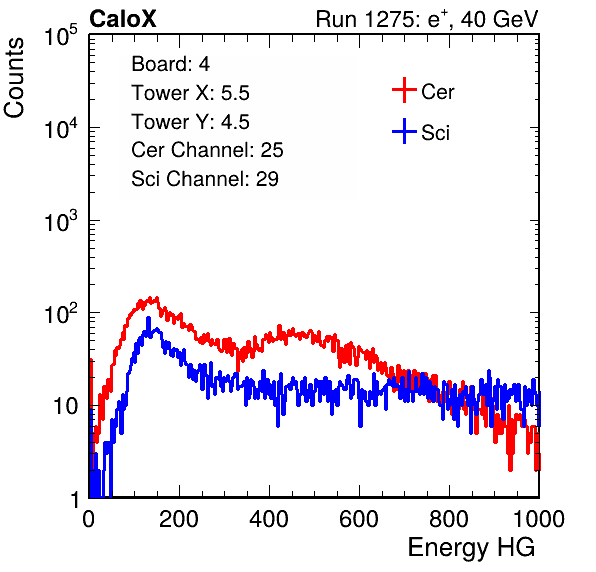 CaloX Run 1275: e+, 40 GeV
Counts
Board: 4
Tower X: 5.5
Tower Y: 4.5
Cer Channel: 25
Sci Channel: 29
Cer
Sci
10^5
10^4
10^3
10^2
10
1
0 200 400 600 800 1000
Energy HG